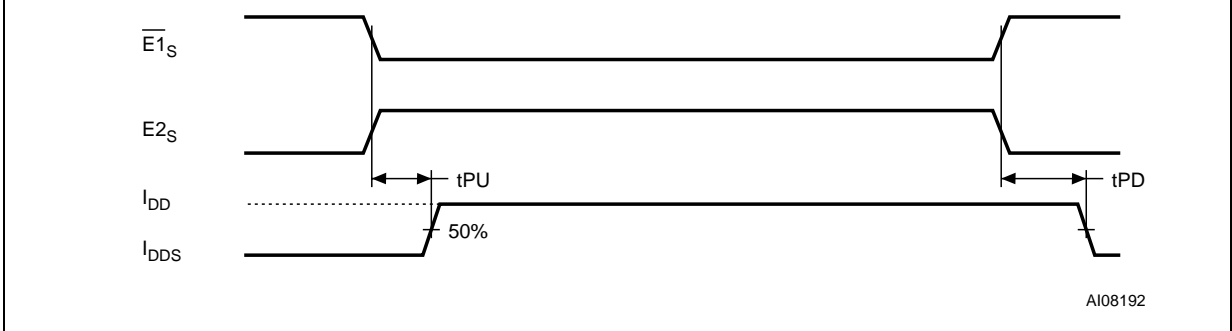 E1S
E2S
tPU
tPD
IDD
50%
IDDS
AI08192